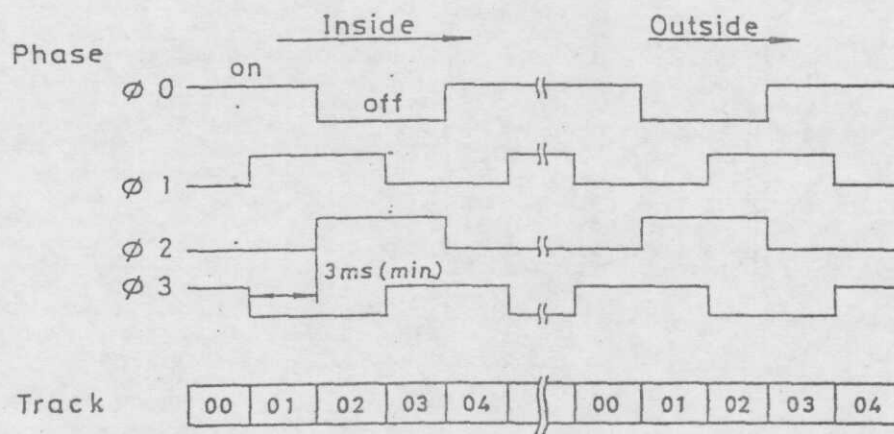 Inside Outside
Phase
on
ϕ 0
off
ϕ 1
ϕ 2
3ms (min.)
ϕ 3
Track 00 01 02 03 04 00 01 02 03 04